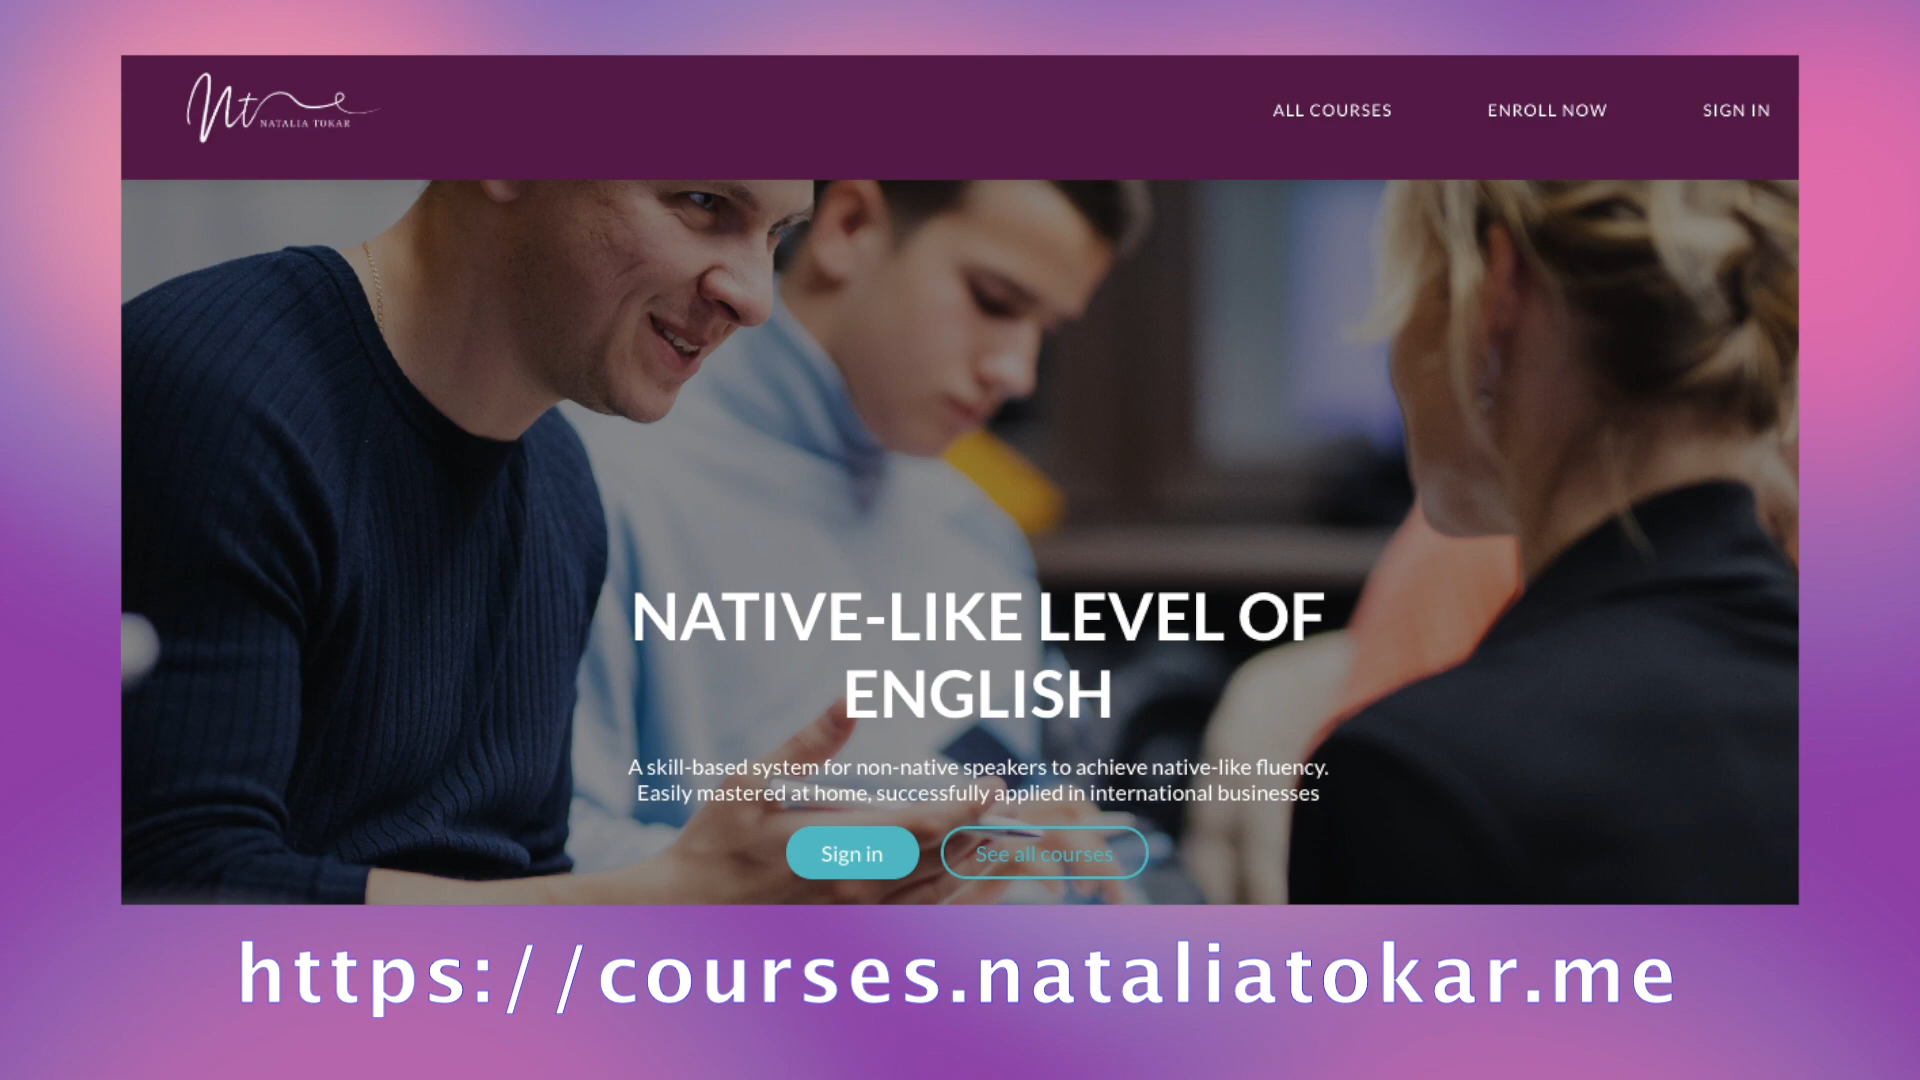 Nt
NATALIA TOKAR
ALL COURSES
ENROLL NOW
SIGN IN
NATIVE-LIKE LEVEL OF
ENGLISH
A skill-based system for non-native speakers to achieve native-like fluency.
Easily mastered at home, successfully applied in international businesses
Sign in
See all courses
https://courses.nataliatokar.me